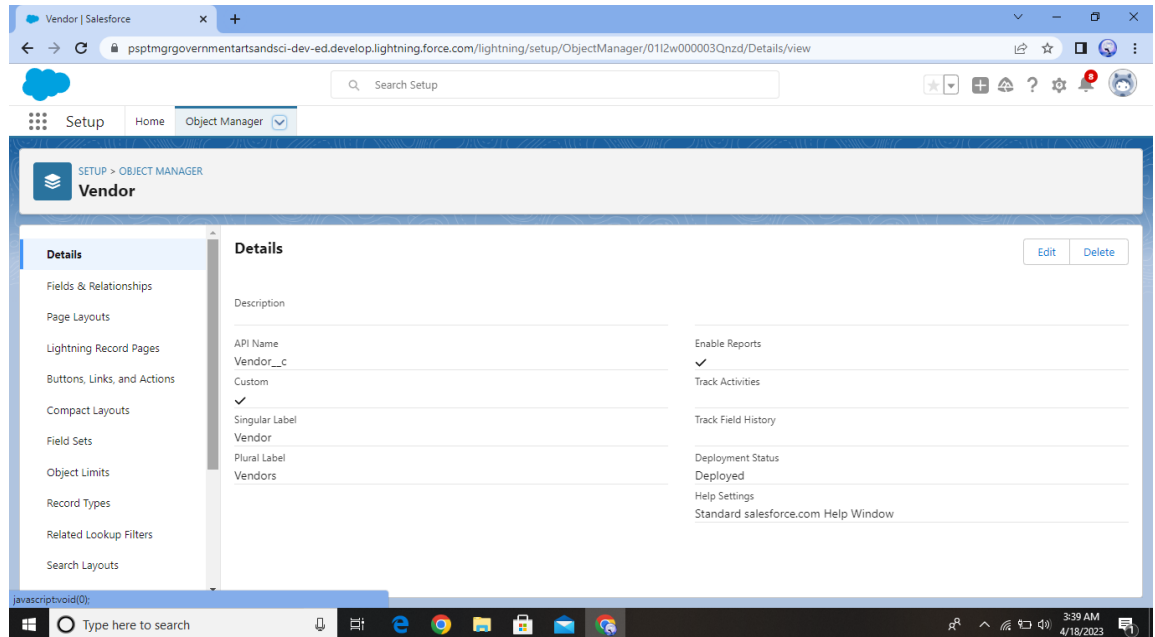 Vendor | Salesforce
psptmgrgovernmentartsandsci-dev-ed.develop.lightning.force.com/lightning/setup/ObjectManager/01I2w000003Qnzd/Details/view
Search Setup
8
Setup
Home
Object Manager
SETUP > OBJECT MANAGER
Vendor
Details
Fields & Relationships
Page Layouts
Lightning Record Pages
Buttons, Links, and Actions
Compact Layouts
Field Sets
Object Limits
Record Types
Related Lookup Filters
Search Layouts
Details
Edit
Delete
Description
API Name
Vendor__c
Custom
Singular Label
Vendor
Plural Label
Vendors
Enable Reports
Track Activities
Track Field History
Deployment Status
Deployed
Help Settings
Standard salesforce.com Help Window
javascript:void(0);
Type here to search
3:39 AM
4/18/2023